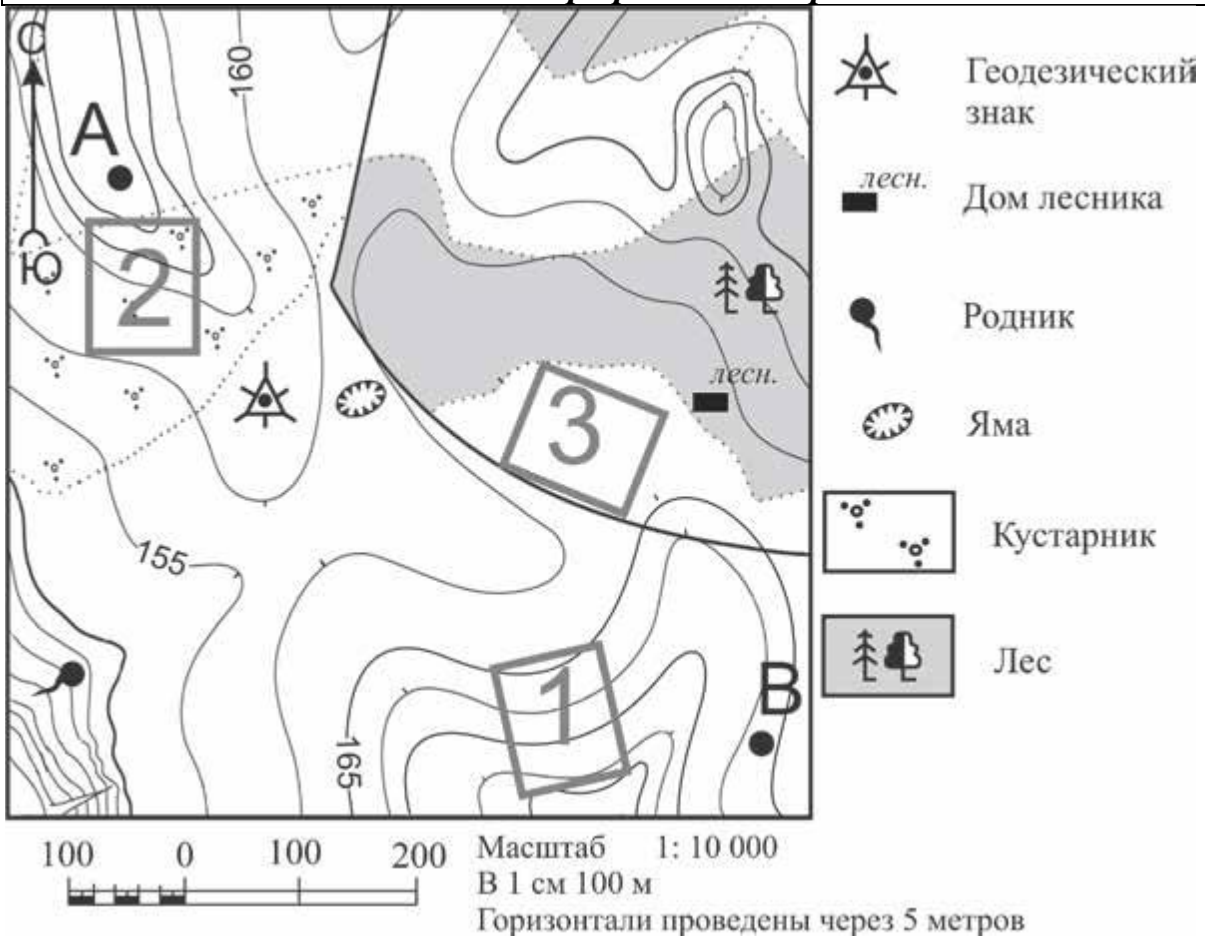 С
160
А
Ю
2
лесн.
3
155
1
В
165
Геодезический
знак
лесн.
Дом лесника
Родник
Яма
Кустарник
Лес
100 0 100 200
Масштаб 1: 10 000
В 1 см 100 м
Горизонтали проведены через 5 метров